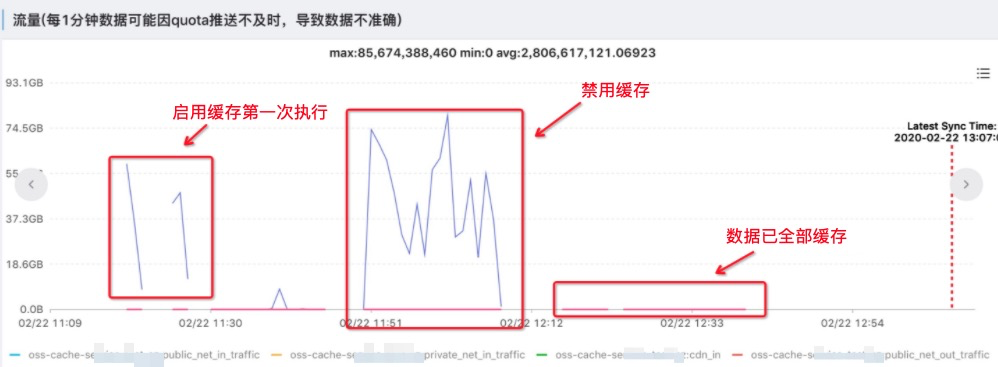 流量(每1分钟数据可能因quota推送不及时，导致数据不准确)
max:85,674,388,460 min:0 avg:2,806,617,121.06923
93.1GB
禁用缓存
启用缓存第一次执行
74.5GB
Latest Sync Time:
2020-02-22 13:07:0
55
37.3GB
数据已全部缓存
18.6GB
0.0B
02/22 11:09 02/22 11:30 02/22 11:51 02/22 12:12 02/22 12:33 02/22 12:54
oss-cache-se public_net_in_traffic oss-cache-se private_net_in_traffic oss-cache-se cdn_in oss-cache-se public_net_out_traffic